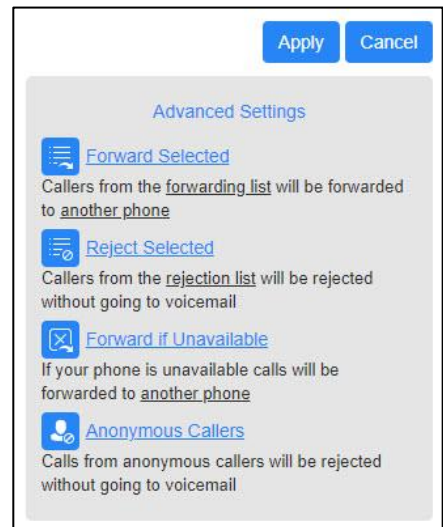 Apply Cancel
Advanced Settings
Forward Selected
Callers from the forwarding list will be forwarded
to another phone
Reject Selected
Callers from the rejection list will be rejected
without going to voicemail
Forward if Unavailable
If your phone is unavailable calls will be
forwarded to another phone
Anonymous Callers
Calls from anonymous callers will be rejected
without going to voicemail